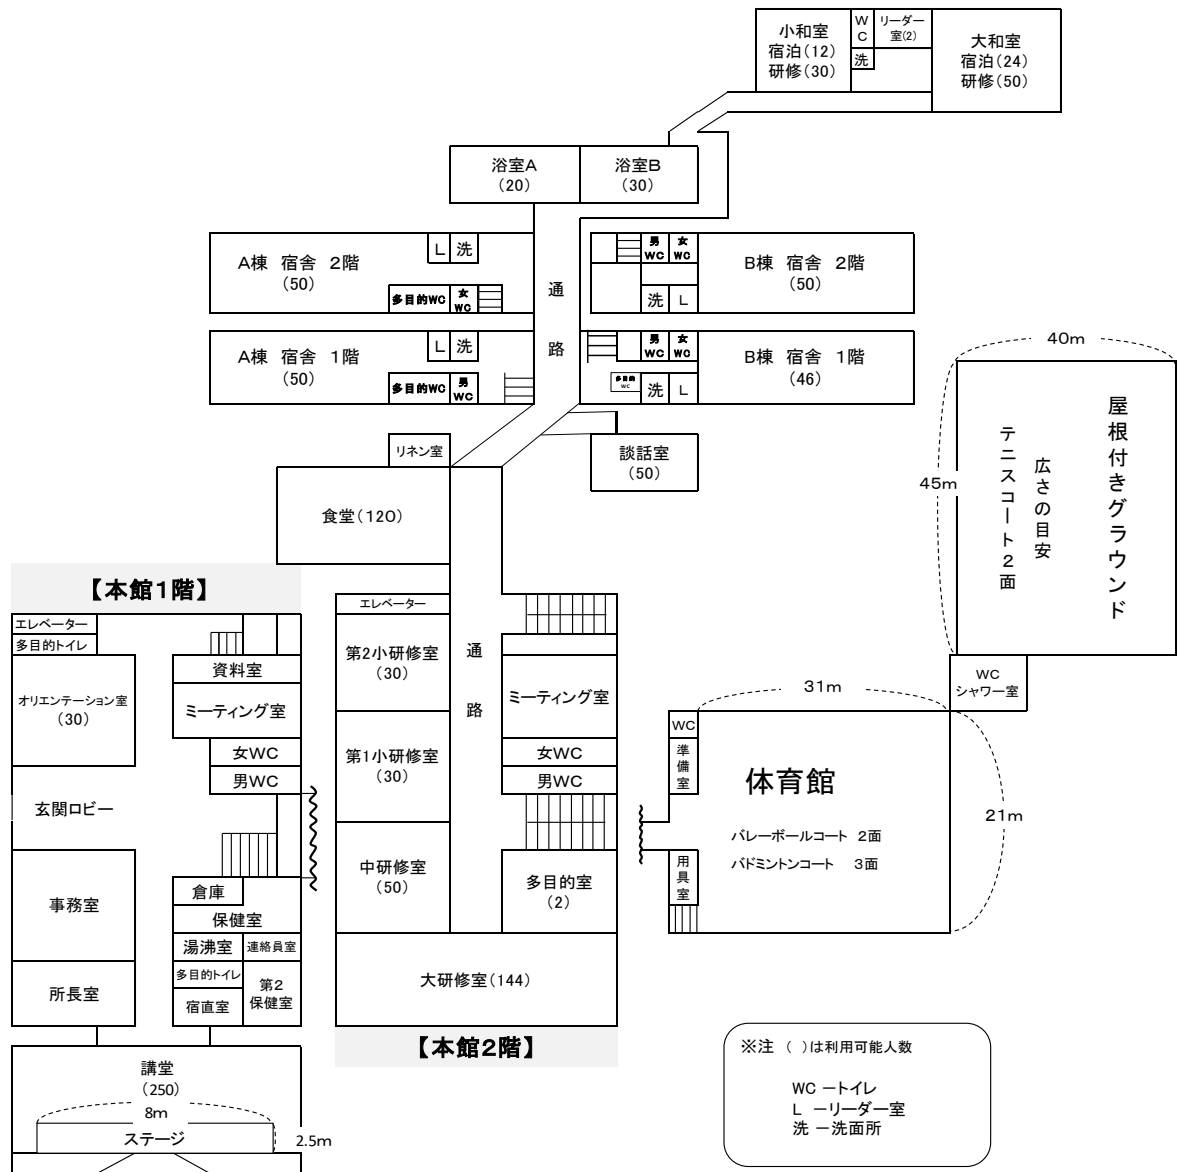 小和室
宿泊(12)
研修(30)
W
C
洗
リーダー
室(2)
大和室
宿泊(24)
研修(50)
浴室A
(20)
浴室B
(30)
A棟 宿舎 2階
(50)
L 洗
多目的WC
女
WC
通
路
男
WC
女
WC
洗 L
B棟 宿舎 2階
(50)
A棟 宿舎 1階
(50)
L 洗
多目的WC
男
WC
男
WC
女
WC
多目的
WC
洗 L
B棟 宿舎 1階
(46)
リネン室
談話室
(50)
食堂(120)
40m
45m
屋根付きグラウンド
広さの目安
テニスコート2面
WC
シャワー室
【本館1階】
エレベーター
多目的トイレ
オリエンテーション室
(30)
資料室
ミーティング室
女WC
男WC
玄関ロビー
事務室
所長室
倉庫
保健室
湯沸室
連絡員室
多目的トイレ
宿直室
第2
保健室
講堂
(250)
8m
ステージ
2.5m
エレベーター
第2小研修室
(30)
第1小研修室
(30)
中研修室
(50)
通
路
ミーティング室
女WC
男WC
多目的室
(2)
大研修室(144)
【本館2階】
31m
21m
WC
準備室
体育館
バレーボールコート 2面
バドミントンコート 3面
用具室
※注 ( )は利用可能人数
WC ートイレ
L ーリーダー室
洗 ー洗面所